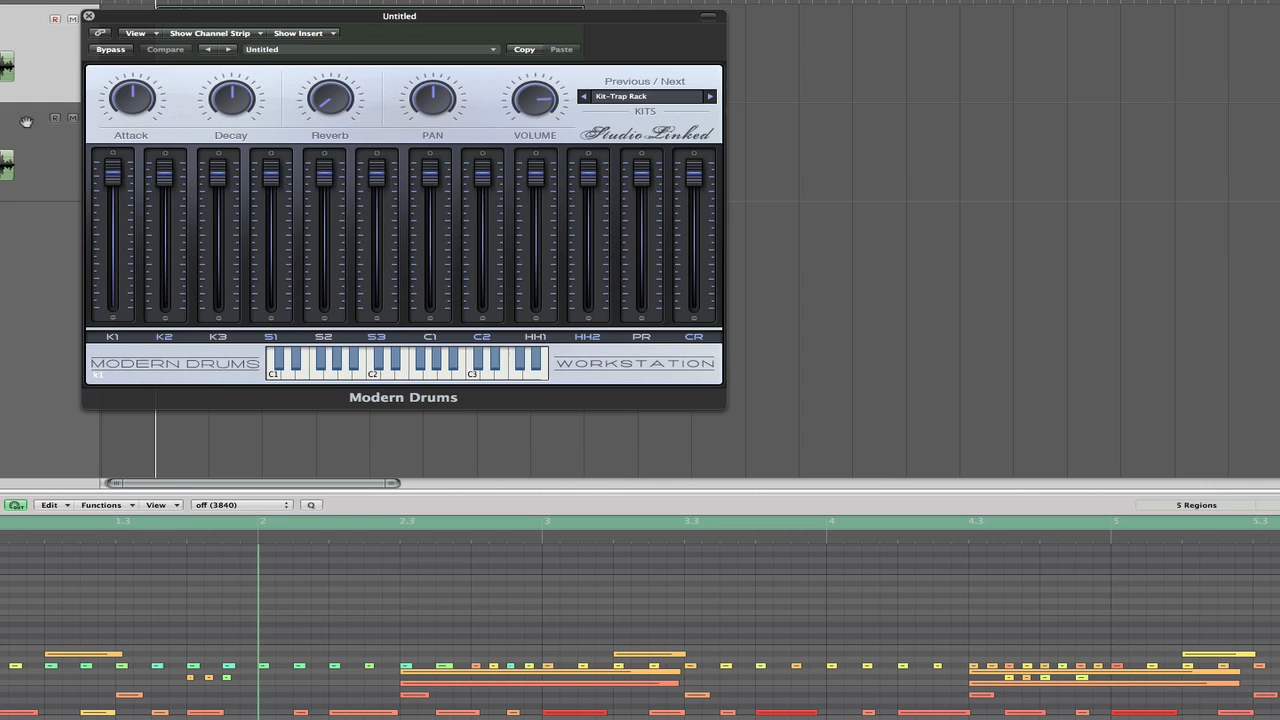 Untitled
R M
View Show Channel Strip Show Insert
Bypass Compare Untitled Copy Paste
Previous / Next
Kit-Trap Rack
KITS
Attack Decay Reverb PAN VOLUME Studio Linked
R M
K1 K2 K3 S1 S2 S3 C1 C2 HH1 HH2 PR CR
MODERN DRUMS WORKSTATION
K1 C1 C2 C3
Modern Drums
OUT Edit Functions View off (3840) Q 5 Regions
1.3 2 2.3 3 3.3 4 4.3 5 5.3